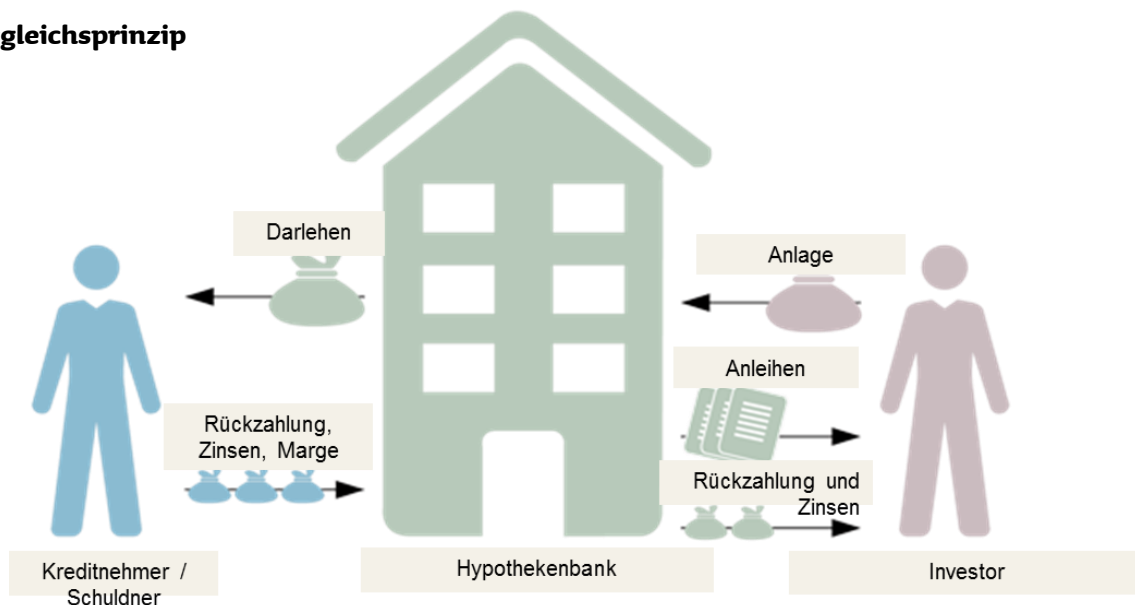 gleichsprinzip
Darlehen
Anlage
Anleihen
Rückzahlung,
Zinsen, Marge
Rückzahlung und
Zinsen
Kreditnehmer /
Schuldner
Hypothekenbank
Investor